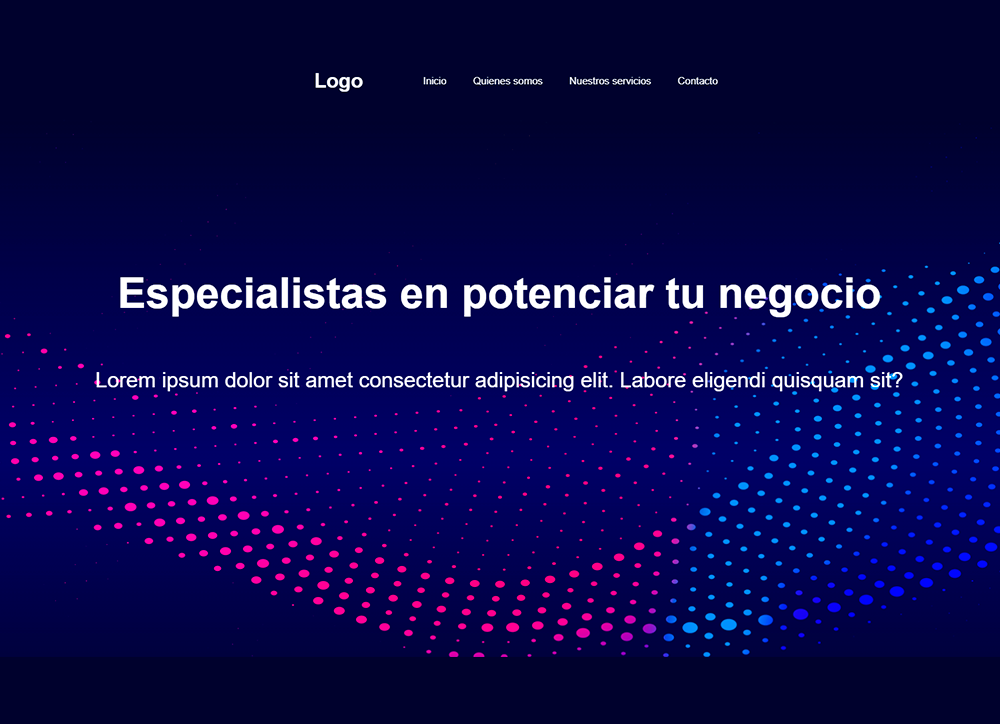 Logo Inicio Quienes somos Nuestros servicios Contacto
Especialistas en potenciar tu negocio
Lorem ipsum dolor sit amet consectetur adipisicing elit. Labore eligendi quisquam sit?